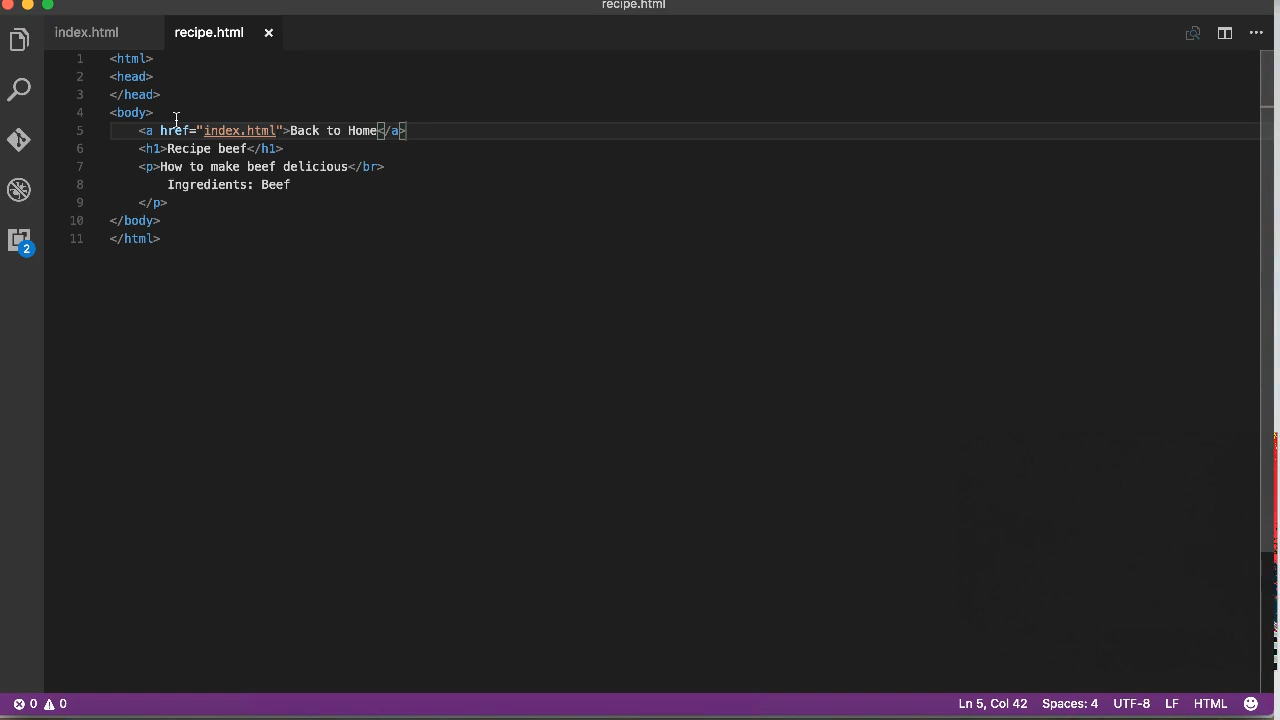 recipe.html
index.html
recipe.html
1 <html>
2 <head>
3 </head>
4 <body>
5 <a href="index.html">Back to Home</a>
6 <h1>Recipe beef</h1>
7 <p>How to make beef delicious</br>
8 Ingredients: Beef
9 </p>
10 </body>
11 </html>
2
0 0 Ln 5, Col 42 Spaces: 4 UTF-8 LF HTML